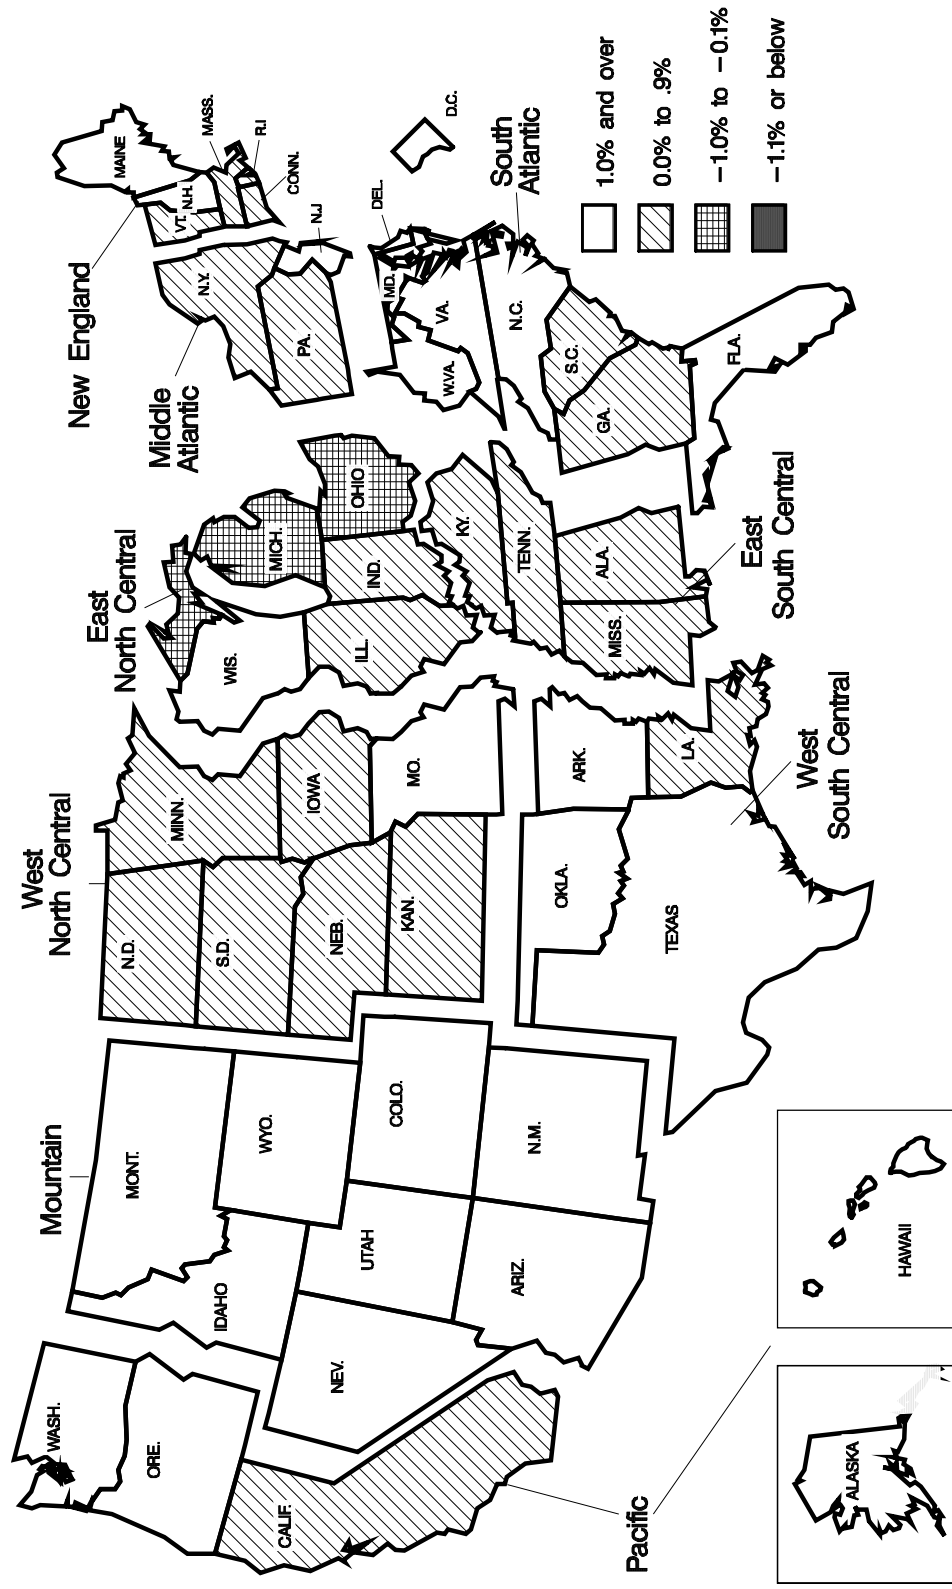 Pacific
Mountain
West
North Central
East
North Central
Middle
Atlantic
New England
South
Atlantic
East
South Central
West
South Central
WASH.
ORE.
CALIF.
NEV.
IDAHO
MONT.
WYO.
UTAH
ARIZ.
COLO.
N.M.
N.D.
S.D.
NEB.
KAN.
MINN.
IOWA
MO.
OKLA.
TEXAS
ARK.
LA.
WIS.
MICH.
ILL.
IND.
OHIO
KY.
TENN.
MISS.
ALA.
N.Y.
PA.
N.J
VT.
N.H.
MAINE
MASS.
R.I
CONN.
DEL.
MD.
D.C.
VA.
W.VA.
N.C.
S.C.
GA.
FLA.
ALASKA
HAWAII
1.0% and over
0.0% to .9%
−1.0% to −0.1%
−1.1% or below